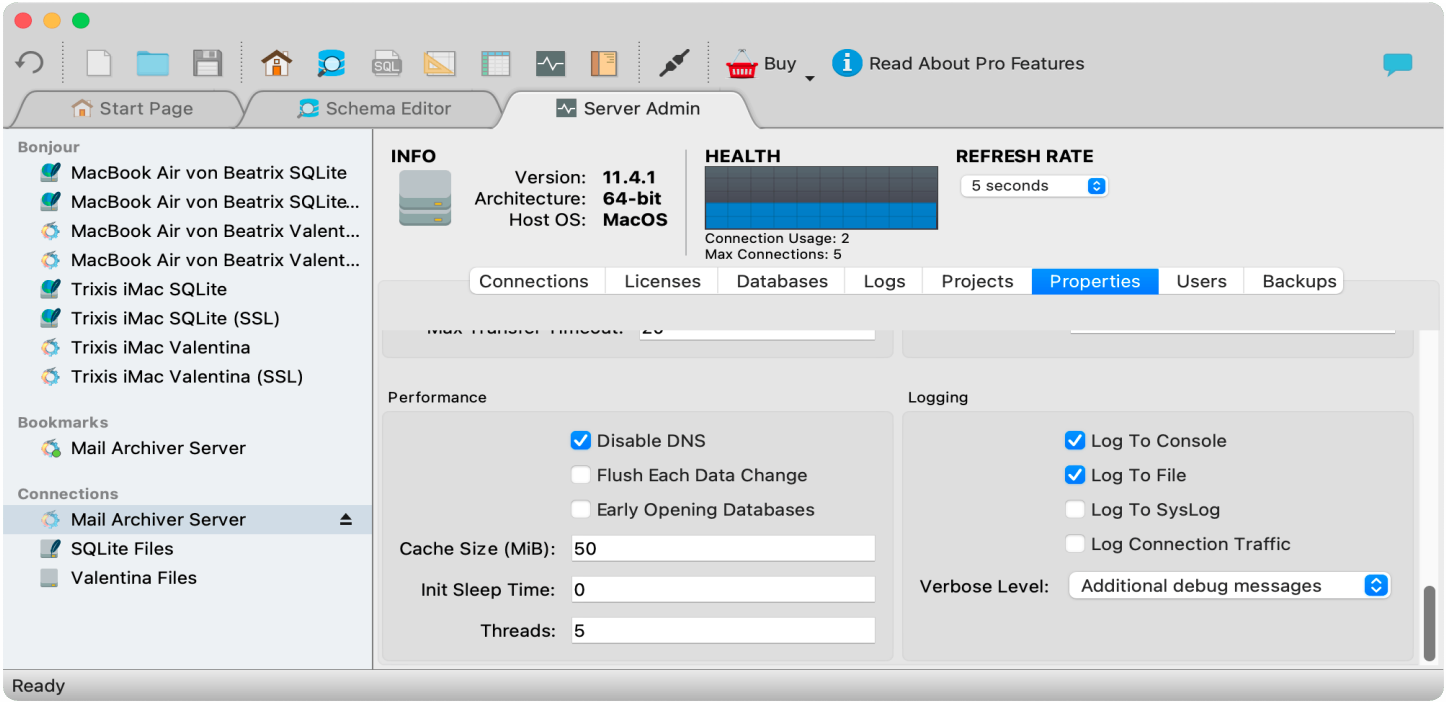 SQL
Buy
Read About Pro Features
Start Page
Schema Editor
Server Admin
Bonjour
MacBook Air von Beatrix SQLite
MacBook Air von Beatrix SQLite...
MacBook Air von Beatrix Valent...
MacBook Air von Beatrix Valent...
Trixis iMac SQLite
Trixis iMac SQLite (SSL)
Trixis iMac Valentina
Trixis iMac Valentina (SSL)
Bookmarks
Mail Archiver Server
Connections
Mail Archiver Server
SQLite Files
Valentina Files
INFO
Version: 11.4.1
Architecture: 64-bit
Host OS: MacOS
HEALTH
Connection Usage: 2
Max Connections: 5
REFRESH RATE
5 seconds
Connections
Licenses
Databases
Logs
Projects
Properties
Users
Backups
Max Transfer Timeout: 20
Performance
Disable DNS
Flush Each Data Change
Early Opening Databases
Cache Size (MiB): 50
Init Sleep Time: 0
Threads: 5
Logging
Log To Console
Log To File
Log To SysLog
Log Connection Traffic
Verbose Level: Additional debug messages
Ready